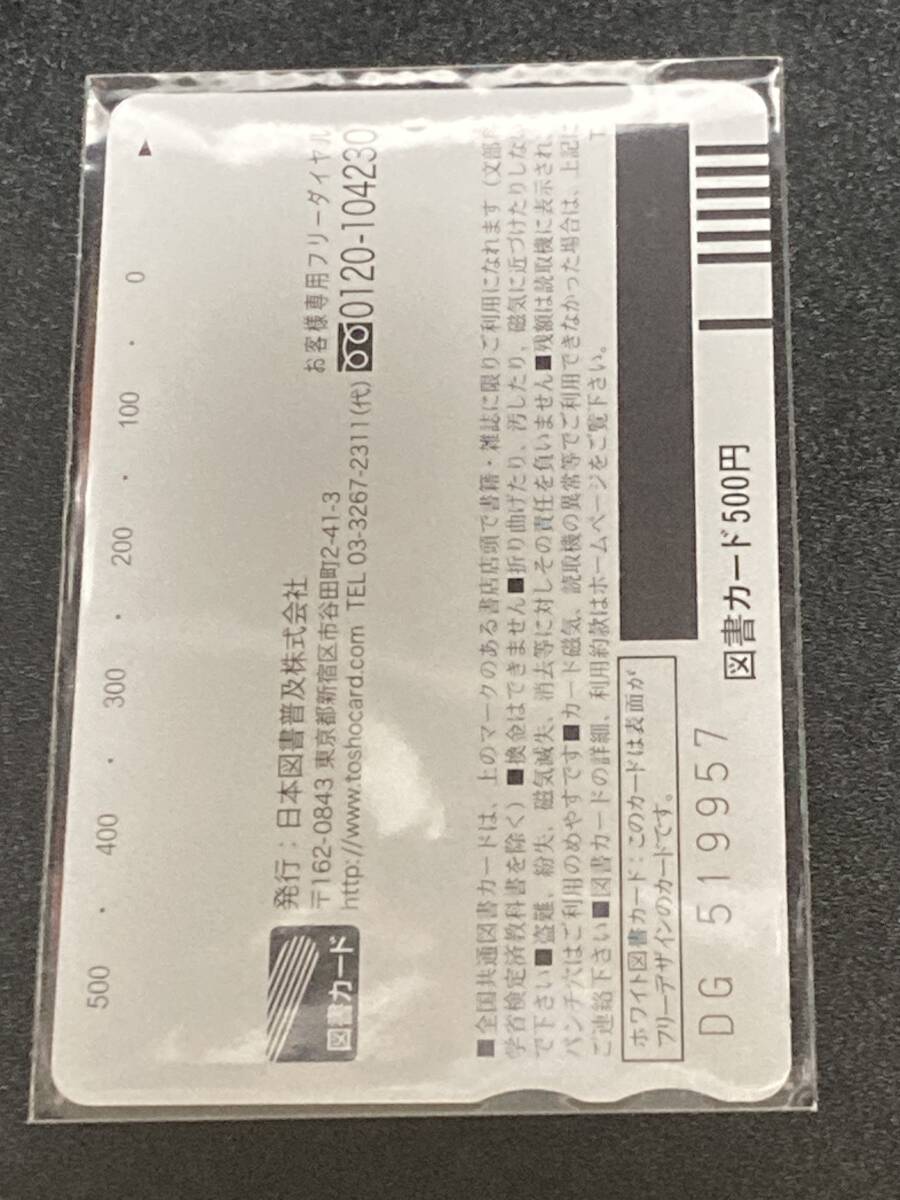 500 ・ 400 ・ 300 ・ 200 ・ 100 ・ 0
図書カード
発行：日本図書普及株式会社
〒162-0843 東京都新宿区市谷田町2-41-3
http://www.toshocard.com TEL 03-3267-2311(代)
お客様専用フリーダイヤル
0120-104230
■全国共通図書カードは、上のマークのある書店店頭で書籍・雑誌に限りご利用になれます（文部
学省検定済教科書を除く）■換金はできません■折り曲げたり、汚したり、磁気に近づけたりしな
で下さい■盗難、紛失、磁気滅失、消去等に対しその責任を負いません■残額は読取機に表示され、
パンチ穴はご利用のめやすです■カード磁気、読取機の異常等でご利用できなかった場合は、上記に
ご連絡下さい■図書カードの詳細、利用約款はホームページをご覧下さい。
T
ホワイト図書カード：このカードは表面が
フリーデザインのカードです。
DG 519957
図書カード500円